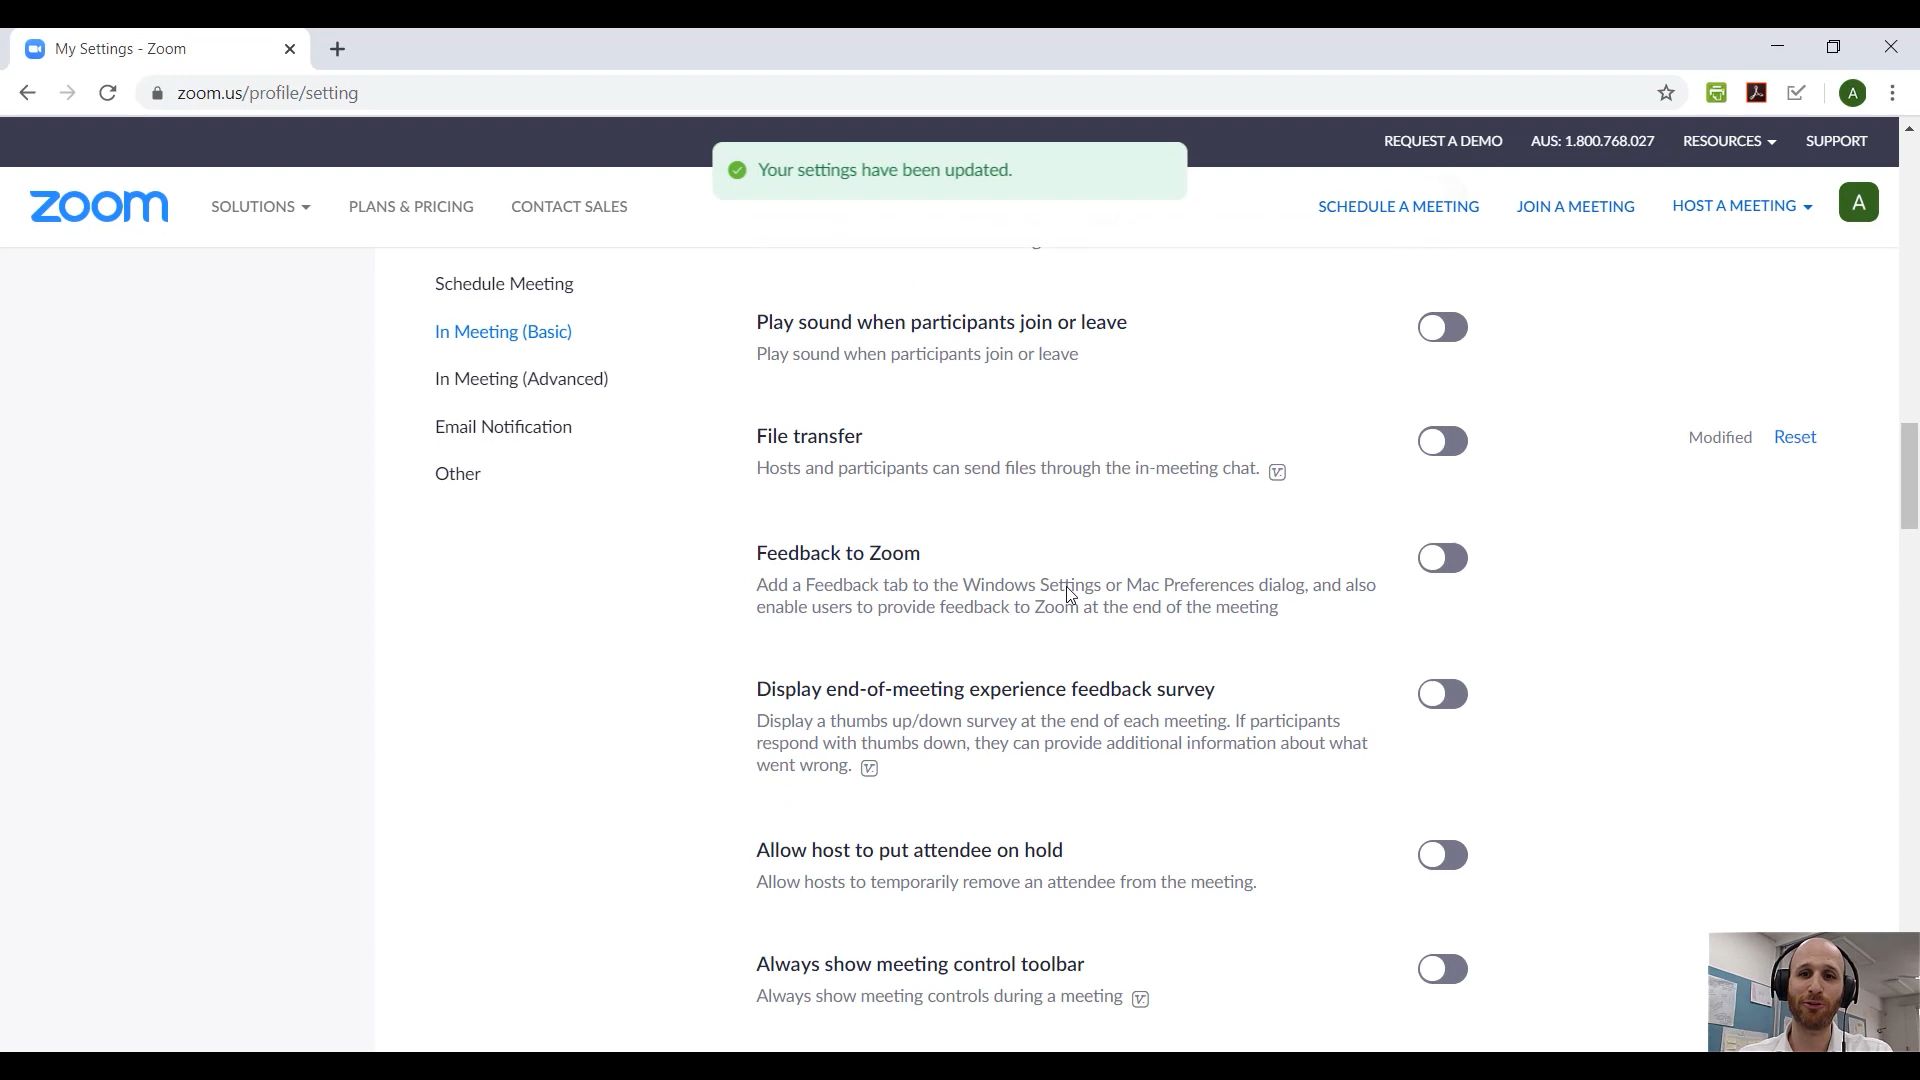 My Settings - Zoom
zoom.us/profile/setting
A
REQUEST A DEMO
AUS: 1.800.768.027
RESOURCES
SUPPORT
Your settings have been updated.
zoom
SOLUTIONS
PLANS & PRICING
CONTACT SALES
SCHEDULE A MEETING
JOIN A MEETING
HOST A MEETING
A
Schedule Meeting
In Meeting (Basic)
In Meeting (Advanced)
Email Notification
Other
Play sound when participants join or leave
Play sound when participants join or leave
File transfer
Modified
Reset
Hosts and participants can send files through the in-meeting chat.
Feedback to Zoom
Add a Feedback tab to the Windows Settings or Mac Preferences dialog, and also
enable users to provide feedback to Zoom at the end of the meeting
Display end-of-meeting experience feedback survey
Display a thumbs up/down survey at the end of each meeting. If participants
respond with thumbs down, they can provide additional information about what
went wrong.
Allow host to put attendee on hold
Allow hosts to temporarily remove an attendee from the meeting.
Always show meeting control toolbar
Always show meeting controls during a meeting